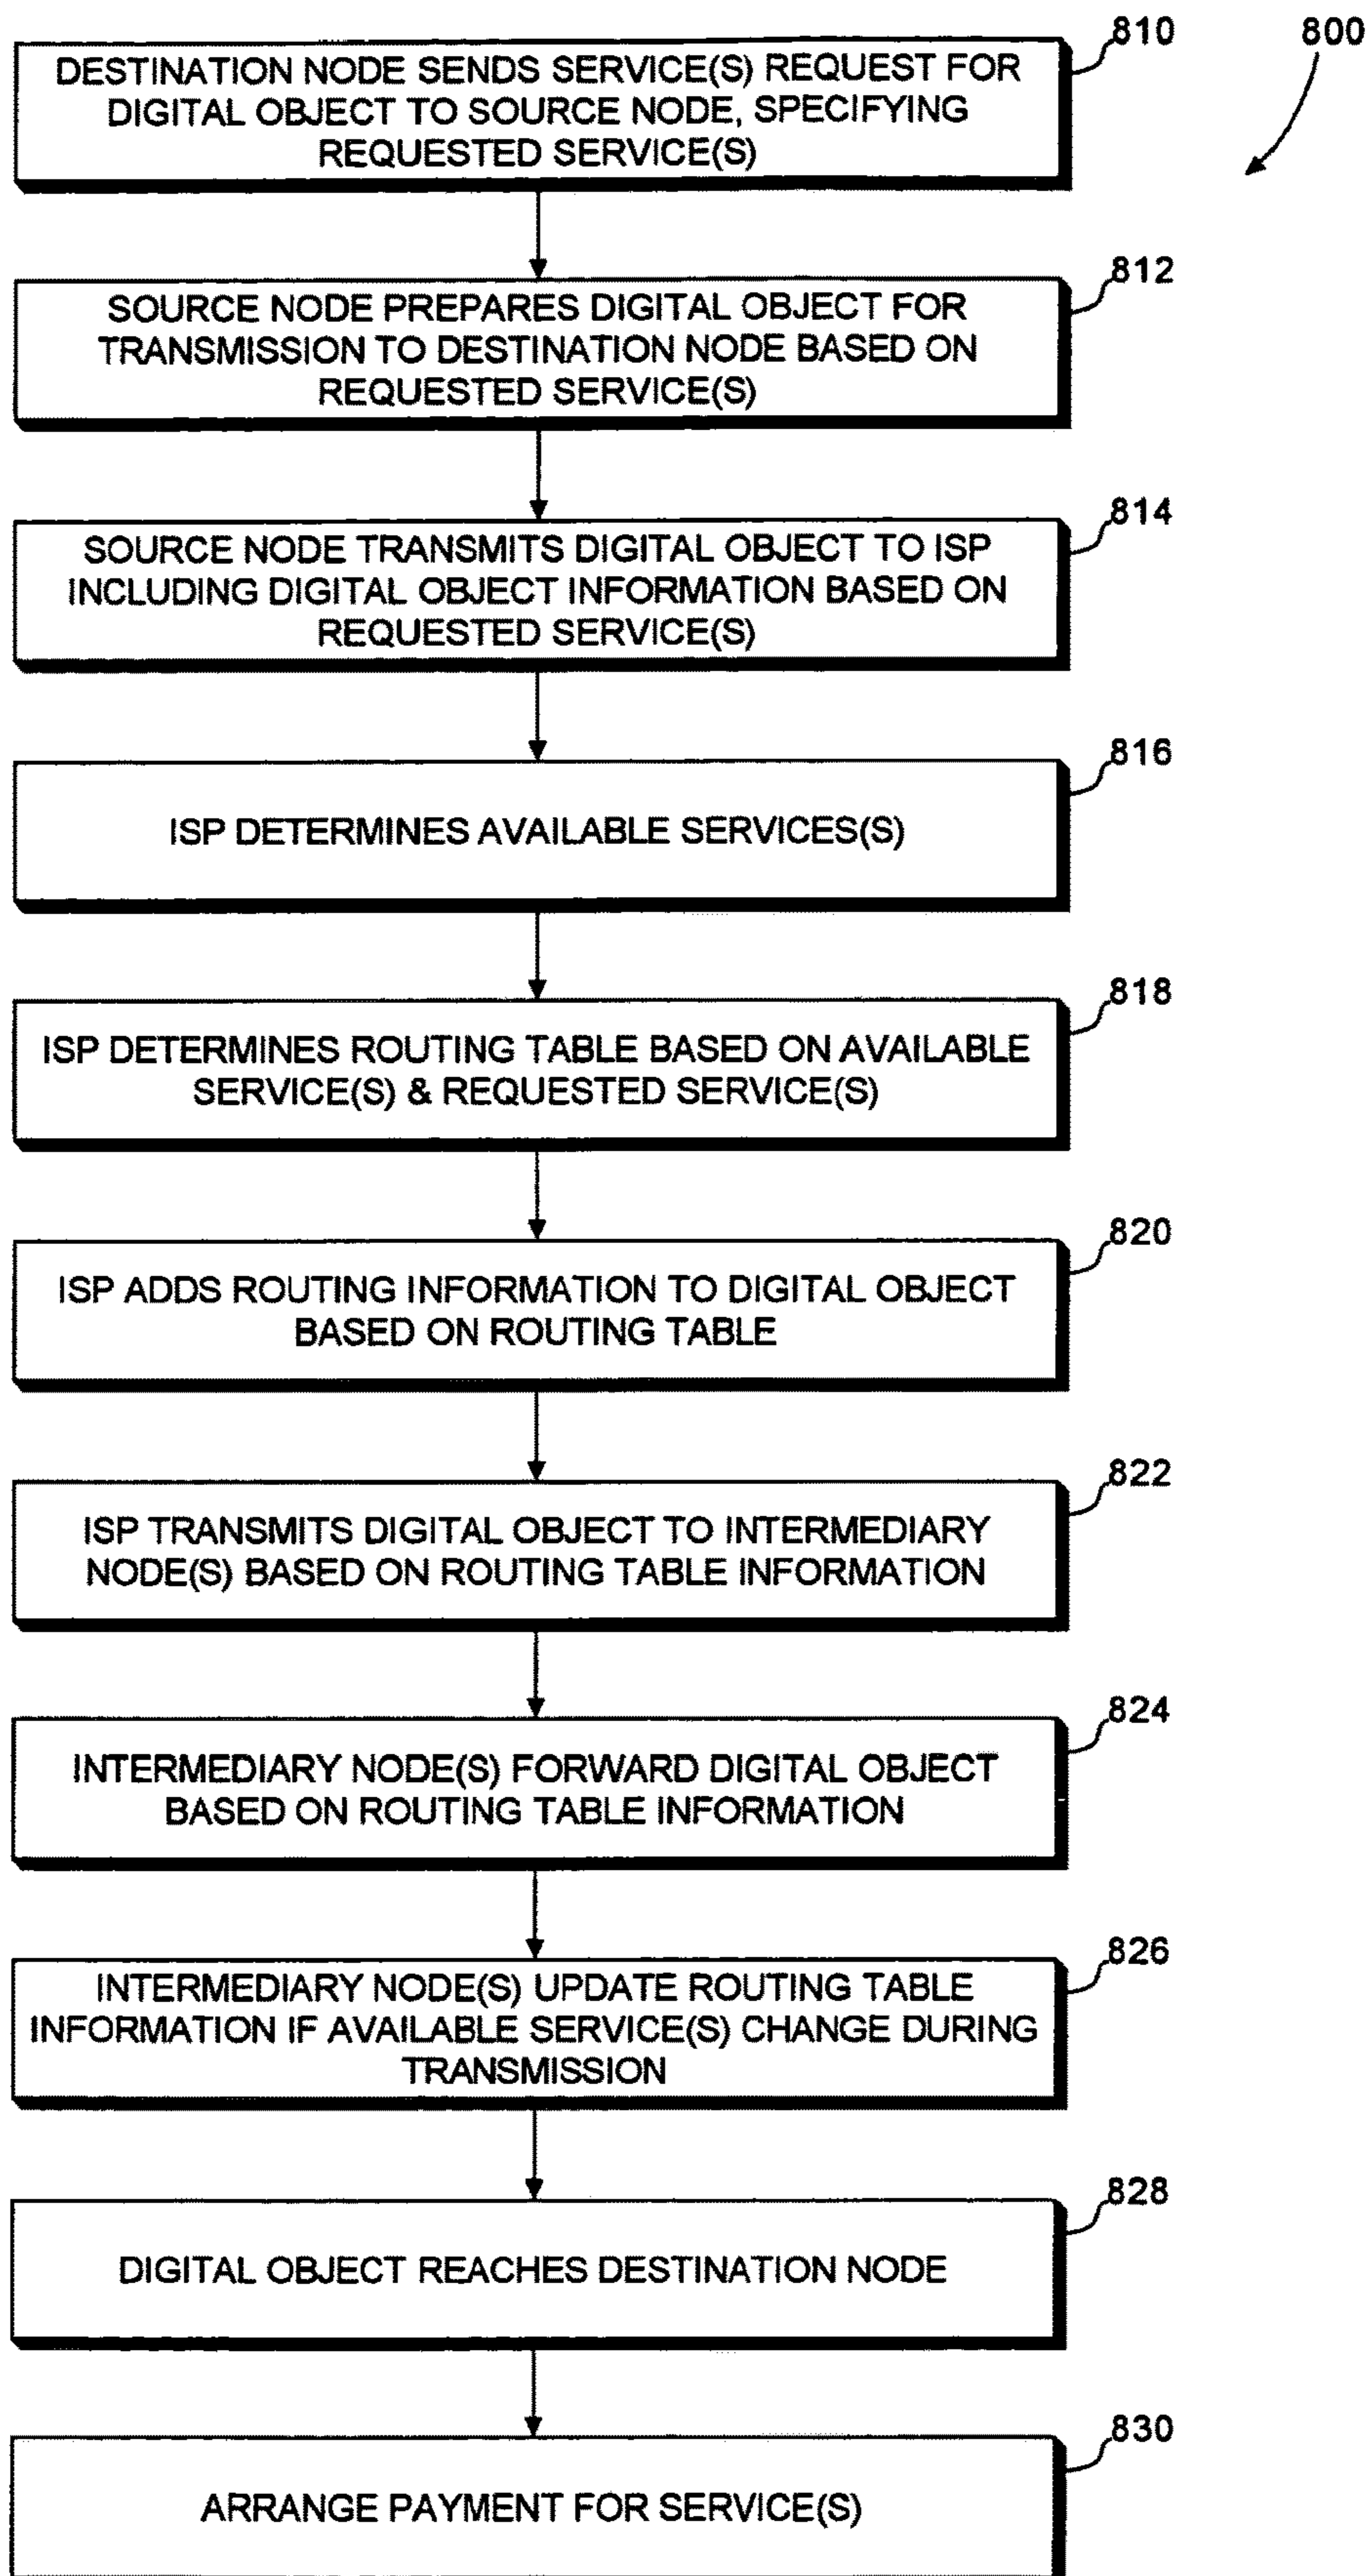 800
810
DESTINATION NODE SENDS SERVICE(S) REQUEST FOR
DIGITAL OBJECT TO SOURCE NODE, SPECIFYING
REQUESTED SERVICE(S)
812
SOURCE NODE PREPARES DIGITAL OBJECT FOR
TRANSMISSION TO DESTINATION NODE BASED ON
REQUESTED SERVICE(S)
814
SOURCE NODE TRANSMITS DIGITAL OBJECT TO ISP
INCLUDING DIGITAL OBJECT INFORMATION BASED ON
REQUESTED SERVICE(S)
816
ISP DETERMINES AVAILABLE SERVICES(S)
818
ISP DETERMINES ROUTING TABLE BASED ON AVAILABLE
SERVICE(S) & REQUESTED SERVICE(S)
820
ISP ADDS ROUTING INFORMATION TO DIGITAL OBJECT
BASED ON ROUTING TABLE
822
ISP TRANSMITS DIGITAL OBJECT TO INTERMEDIARY
NODE(S) BASED ON ROUTING TABLE INFORMATION
824
INTERMEDIARY NODE(S) FORWARD DIGITAL OBJECT
BASED ON ROUTING TABLE INFORMATION
826
INTERMEDIARY NODE(S) UPDATE ROUTING TABLE
INFORMATION IF AVAILABLE SERVICE(S) CHANGE DURING
TRANSMISSION
828
DIGITAL OBJECT REACHES DESTINATION NODE
830
ARRANGE PAYMENT FOR SERVICE(S)